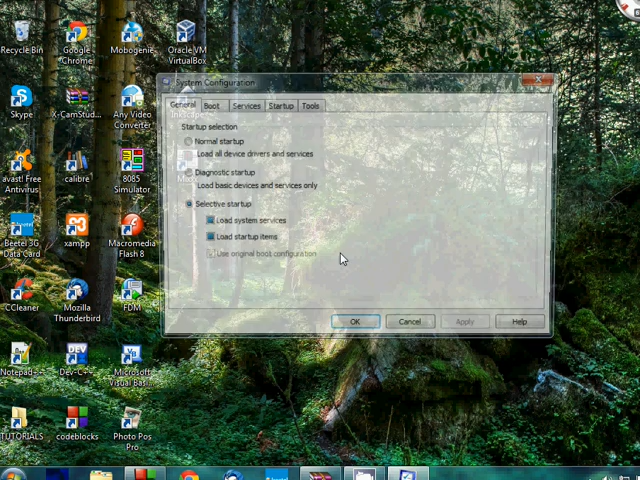 Recycle Bin
Google Chrome
Mobogenie
Oracle VM VirtualBox
System Configuration
General
Boot
Services
Startup
Tools
Startup selection
Normal startup
Load all device drivers and services
Diagnostic startup
Load basic devices and services only
Selective startup
Load system services
Load startup items
Use original boot configuration
OK
Cancel
Apply
Help
Skype
X-CamStud...
Any Video Converter
Inkscape
avast! Free Antivirus
calibre
8085 Simulator
Beetel 3G Data Card
xampp
Macromedia Flash 8
CCleaner
Mozilla Thunderbird
FDM
Notepad++
Dev-C++
Microsoft Visual Basi...
TUTORIALS
codeblocks
Photo Pos Pro